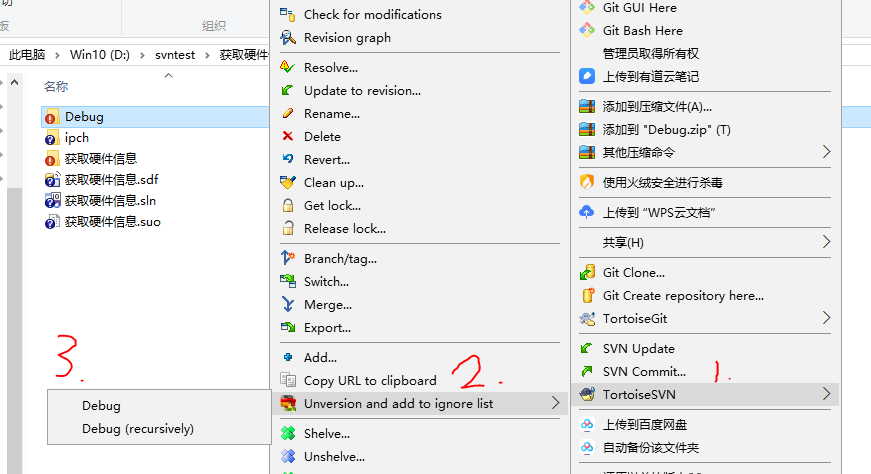 板
组织
此电脑 > Win10 (D:) > svntest > 获取硬件
名称
Debug
ipch
获取硬件信息
获取硬件信息.sdf
获取硬件信息.sln
获取硬件信息.suo
3.
Debug
Debug (recursively)
Check for modifications
Revision graph
Resolve...
Update to revision...
Rename...
Delete
Revert...
Clean up...
Get lock...
Release lock...
Branch/tag...
Switch...
Merge...
Export...
Add...
Copy URL to clipboard
2.
Unversion and add to ignore list
Shelve...
Unshelve...
Git GUI Here
Git Bash Here
管理员取得所有权
上传到有道云笔记
添加到压缩文件(A)...
添加到 "Debug.zip" (T)
其他压缩命令
使用火绒安全进行杀毒
上传到 “WPS云文档”
共享(H)
Git Clone...
Git Create repository here...
TortoiseGit
SVN Update
SVN Commit...
1.
TortoiseSVN
上传到百度网盘
自动备份该文件夹